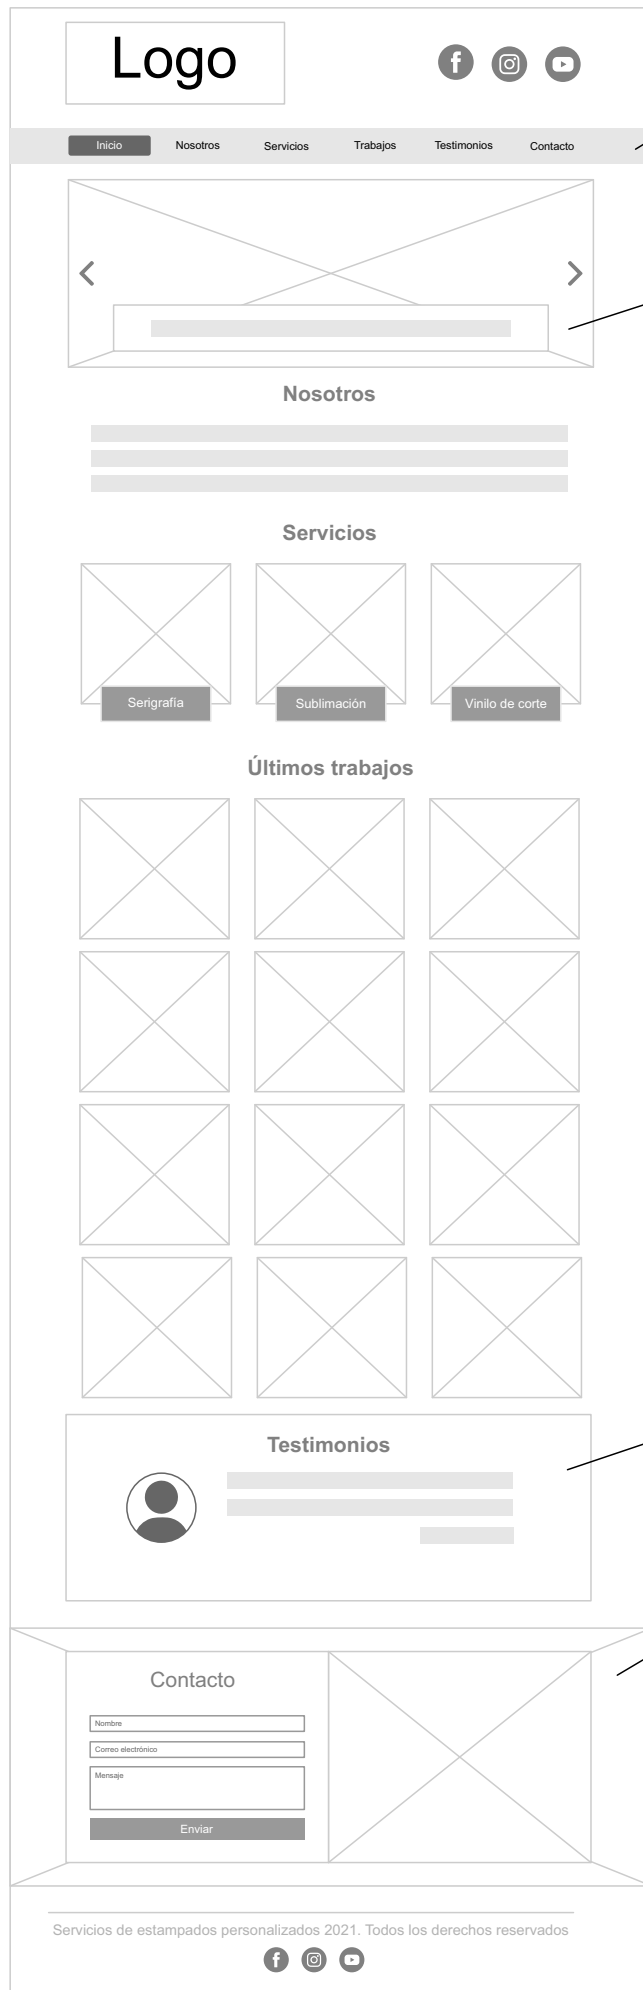 Logo
Inicio Nosotros Servicios Trabajos Testimonios Contacto
Nosotros
Servicios
Serigrafía Sublimación Vinilo de corte
Últimos trabajos
Testimonios
Contacto
Nombre
Correo electrónico
Mensaje
Enviar
Servicios de estampados personalizados 2021. Todos los derechos reservados